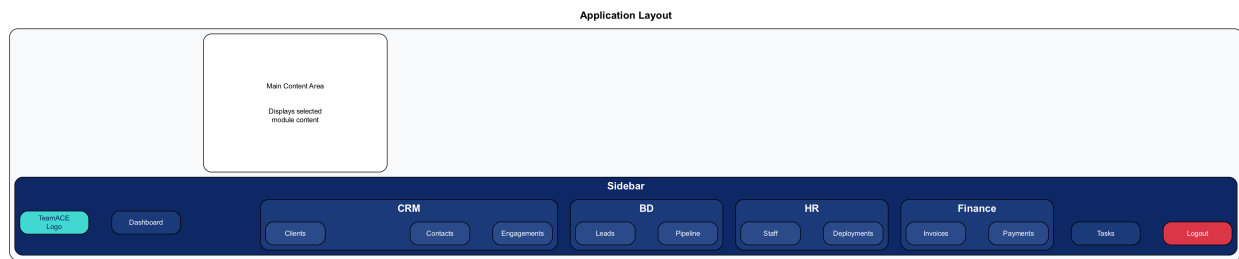 Application Layout
Main Content Area
Displays selected
module content
Sidebar
TeamACE
Logo
Dashboard
CRM
Clients
Contacts
Engagements
BD
Leads
Pipeline
HR
Staff
Deployments
Finance
Invoices
Payments
Tasks
Logout